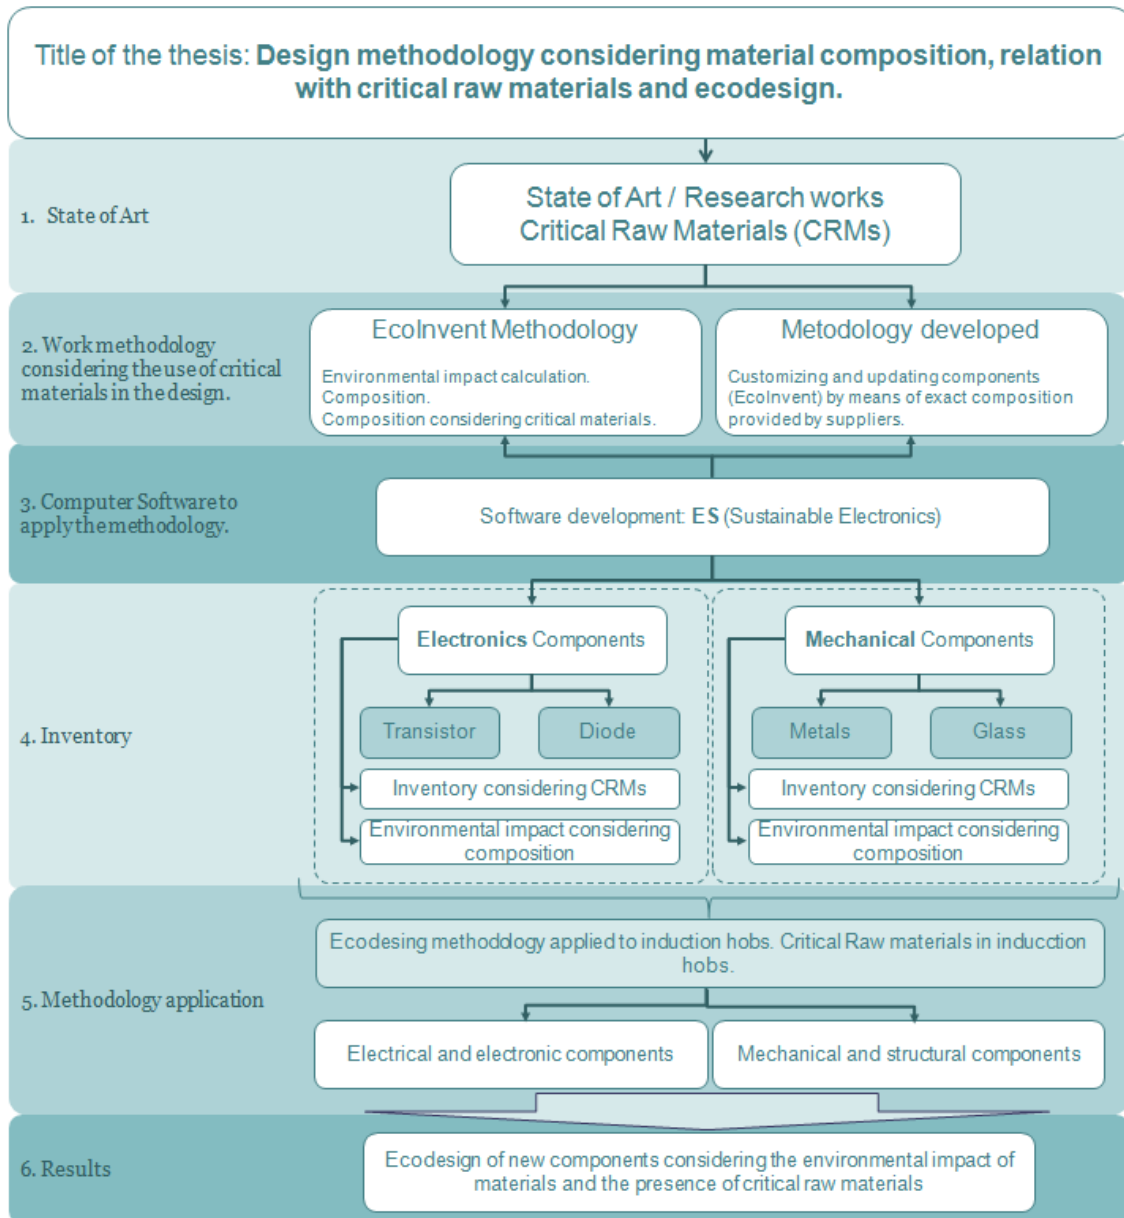 Title of the thesis: Design methodology considering material composition, relation
with critical raw materials and ecodesign.
1. State of Art
State of Art / Research works
Critical Raw Materials (CRMs)
2. Work methodology
considering the use of critical
materials in the design.
EcoInvent Methodology
Environmental impact calculation.
Composition.
Composition considering critical materials.
Metodology developed
Customizing and updating components
(EcoInvent) by means of exact composition
provided by suppliers.
3. Computer Software to
apply the methodology.
Software development: ES (Sustainable Electronics)
4. Inventory
Electronics Components
Transistor
Diode
Inventory considering CRMs
Environmental impact considering
composition
Mechanical Components
Metals
Glass
Inventory considering CRMs
Environmental impact considering
composition
5. Methodology application
Ecodesing methodology applied to induction hobs. Critical Raw materials in inducction
hobs.
Electrical and electronic components
Mechanical and structural components
6. Results
Ecodesign of new components considering the environmental impact of
materials and the presence of critical raw materials